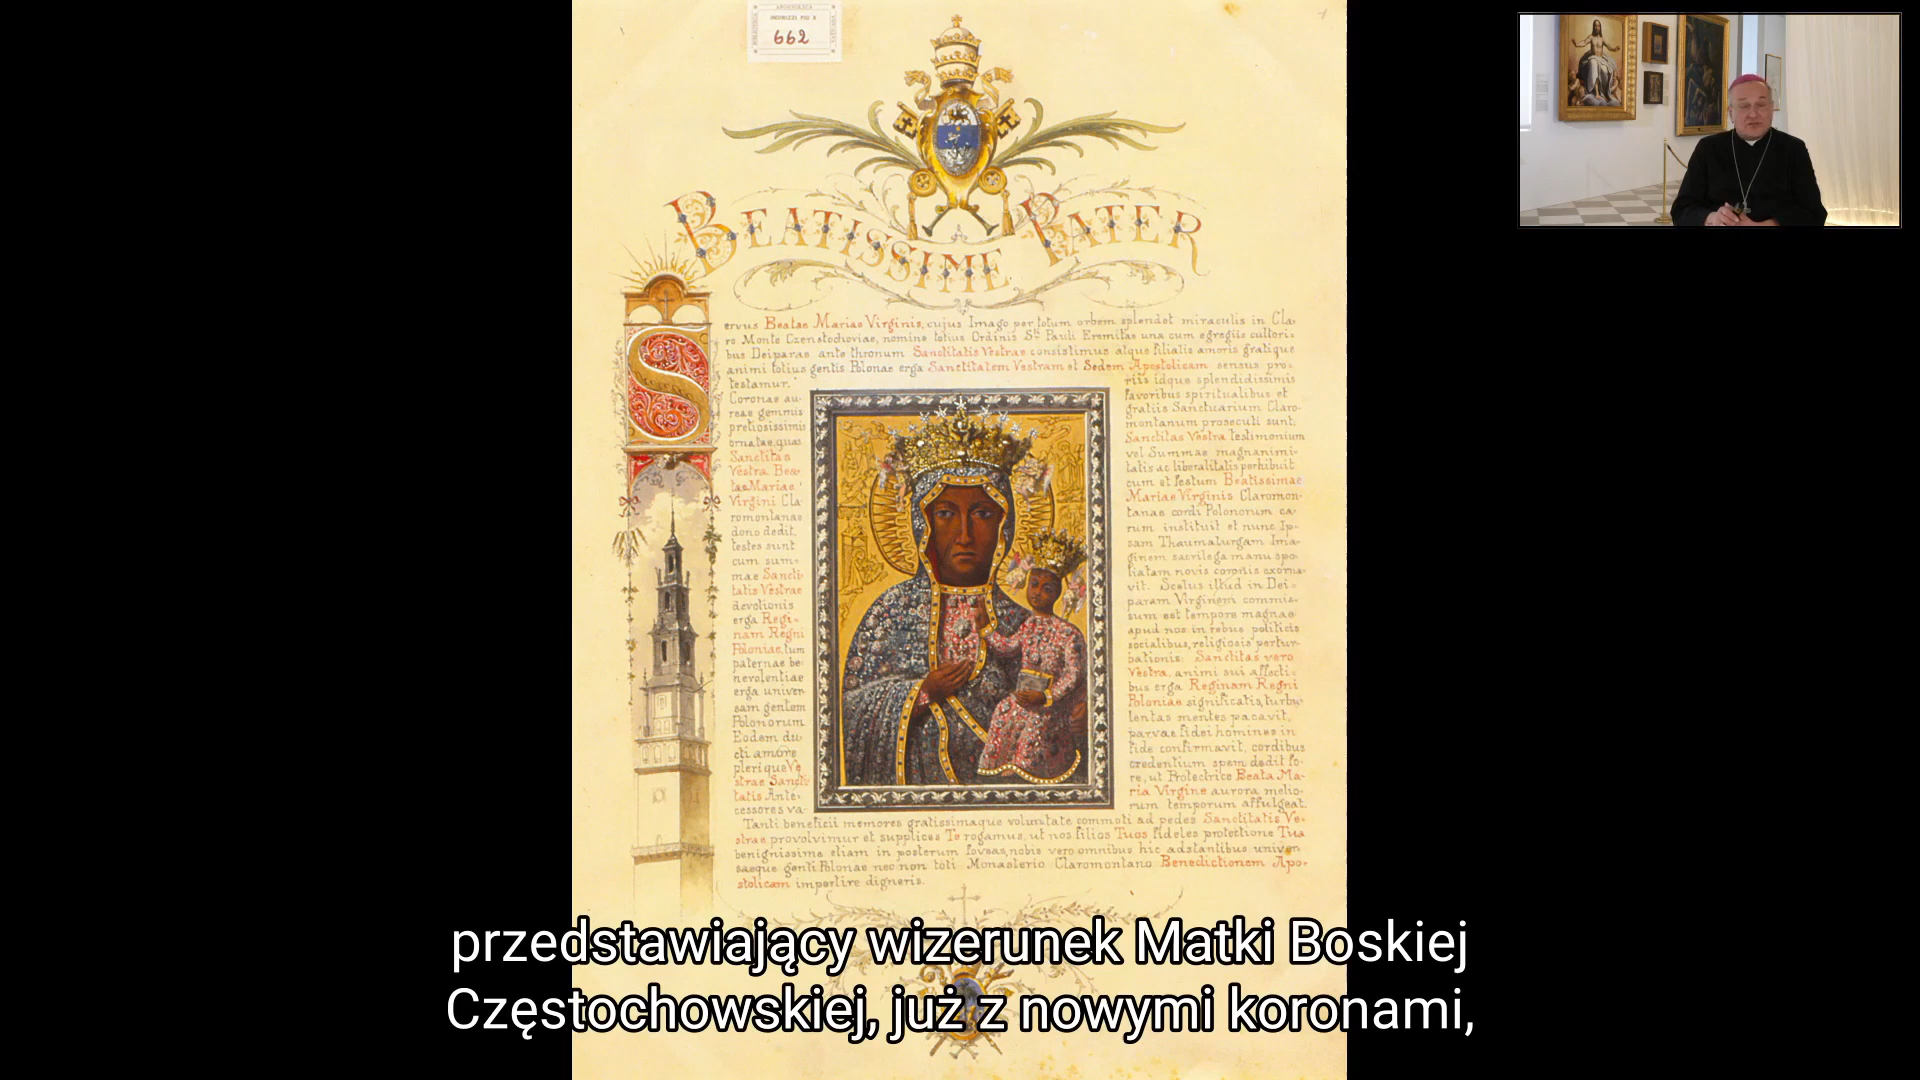 BIBLIOTECA
APOSTOLICA
VATICANA
INDIRIZZI PIO X
662
BEATISSIME PATER
S
ervus Beatae Mariae Virginis, cujus Imago per totum orbem splendet miraculis in Cla-
ro Monte Czenstochoviae, nomine totius Ordinis Sti Pauli Eremitae una cum egregiis cultori-
bus Deiparae ante thronum Sanctitatis Vestrae consistimus atque filialis amoris gratique
animi totius gentis Polonae erga Sanctitatem Vestram et Sedem Apostolicam sensus pro-
testamur.
Coronae au-
reae gemmis
pretiosissimis
ornatae, quas
Sanctitas
Vestra Bea-
tae Mariae
Virgini Cla-
romontanae
dono dedit,
testes sunt
cum sum-
mae Sancti-
tatis Vestrae
devotionis
erga Regi-
nam Regni
Poloniae, tum
paternae be-
nevolentiae
erga univer-
sam gentem
Polonorum
Eodem du-
cti amore
plerique Ve-
strae Sancti-
tatis Ante-
cessores va-
riis idque splendidissimis
favoribus spiritualibus et
gratiis Sanctuarium Claro-
montanum prosecuti sunt.
Sanctitas Vestra testimonium
vel Summae magnanimi-
tatis ac liberalitatis perhibuit
cum et festum Beatissimae
Mariae Virginis Claromon-
tanae cordi Polonorum ca-
rum instituit et nunc Ip-
sam Thaumaturgam Ima-
ginem sacrilega manu spo-
liatam novis coronis exorna-
vit. Scelus illud in Dei-
param Virginem commis-
sum est tempore magnae
apud nos in rebus politicis
socialibus, religiosis pertur-
bationis: Sanctitas vero
Vestra, animi sui affecti-
bus erga Reginam Regni
Poloniae significatis, turbu-
lentas mentes pacavit,
parvae fidei homines in
fide confirmavit, cordibus
credentium spem dedit fo-
re, ut Protectrice Beata Ma-
ria Virgine aurora melio-
rum temporum affulgeat.
Tanti beneficii memores gratissimaque voluntate commoti ad pedes Sanctitatis Ve-
strae provolvimur et supplices Te rogamus, ut nos filios Tuos fideles protectione Tua
benignissime etiam in posterum foveas, nobis vero omnibus hic adstantibus univer-
saeque genti Polonae nec non toti Monasterio Claromontano Benedictionem Apo-
stolicam impertire digneris.
przedstawiający wizerunek Matki Boskiej
Częstochowskiej, już z nowymi koronami,